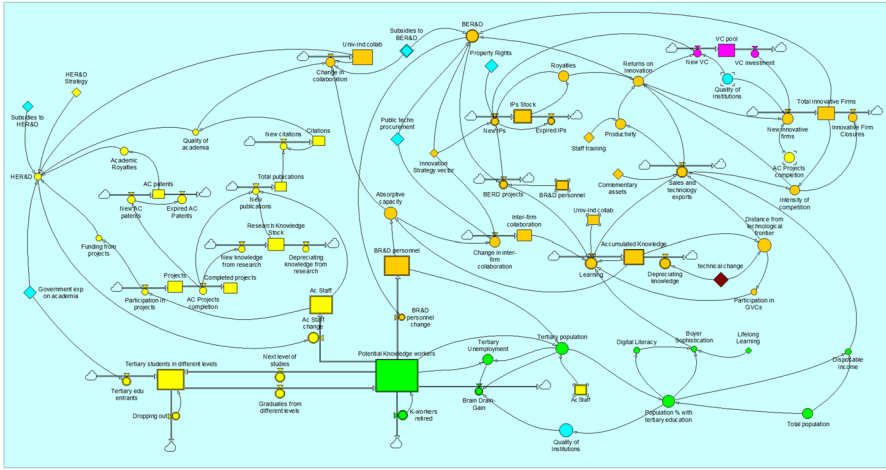 Subsidies to
BER&D
BER&D
VC pool
Univ-Ind collab
New VC
VC investment
Property Rights
Change in
collaboration
HER&D
Strategy
Royalties
Returns on
innovation
Quality of
Institutions
Subsidies to
HER&D
Pubic techn
procurement
IPs Stock
Total Innovative Firms
New IPs
Expired IPs
Productivity
New innovative
firms
Innovative Firm
Closures
New citations
Citations
Quality of
academia
Staff training
Academic
Royalties
HER&D
Innovation
Strategy vector
AC Projects
completion
Total publications
Sales and
technology
exports
Comlementary
assets
Intensity of
competition
AC patents
BERD projects
BR&D personnel
New AC
patents
Expired AC
Patents
New
publications
Absorptive
capacity
Univ-Ind collab
Inter-firm
collaboration
Distance from
technological
frontier
Research Knowledge
Stock
Funding from
projects
Change in inter-
firm
collaboration
Accumulated Knowledge
New knowledge
from research
Depreciating
knowledge from research
BR&D personnel
Learning
Depreciating
knowledge
technical change
Projects
Completed projects
Government exp
on academia
Participation in
projects
AC Projects
completion
Ac Staff
Participation in
GVCs
BR&D
personnel
change
Ac Staff
change
Tertiary
Unemployment
Tertiary population
Digital Literacy
Buyer
Sophistication
Lifelong
Learning
Potential Knowledge workers
Disposable
Income
Tertiary students in different levels
Next level of
studies
Tertiary edu
entrants
Graduates from
different levels
Brain Drain-
Gain
Ac Staff
Dropping out
K-workers
retired
Population % with
tertiary education
Total population
Quality of
Institutions